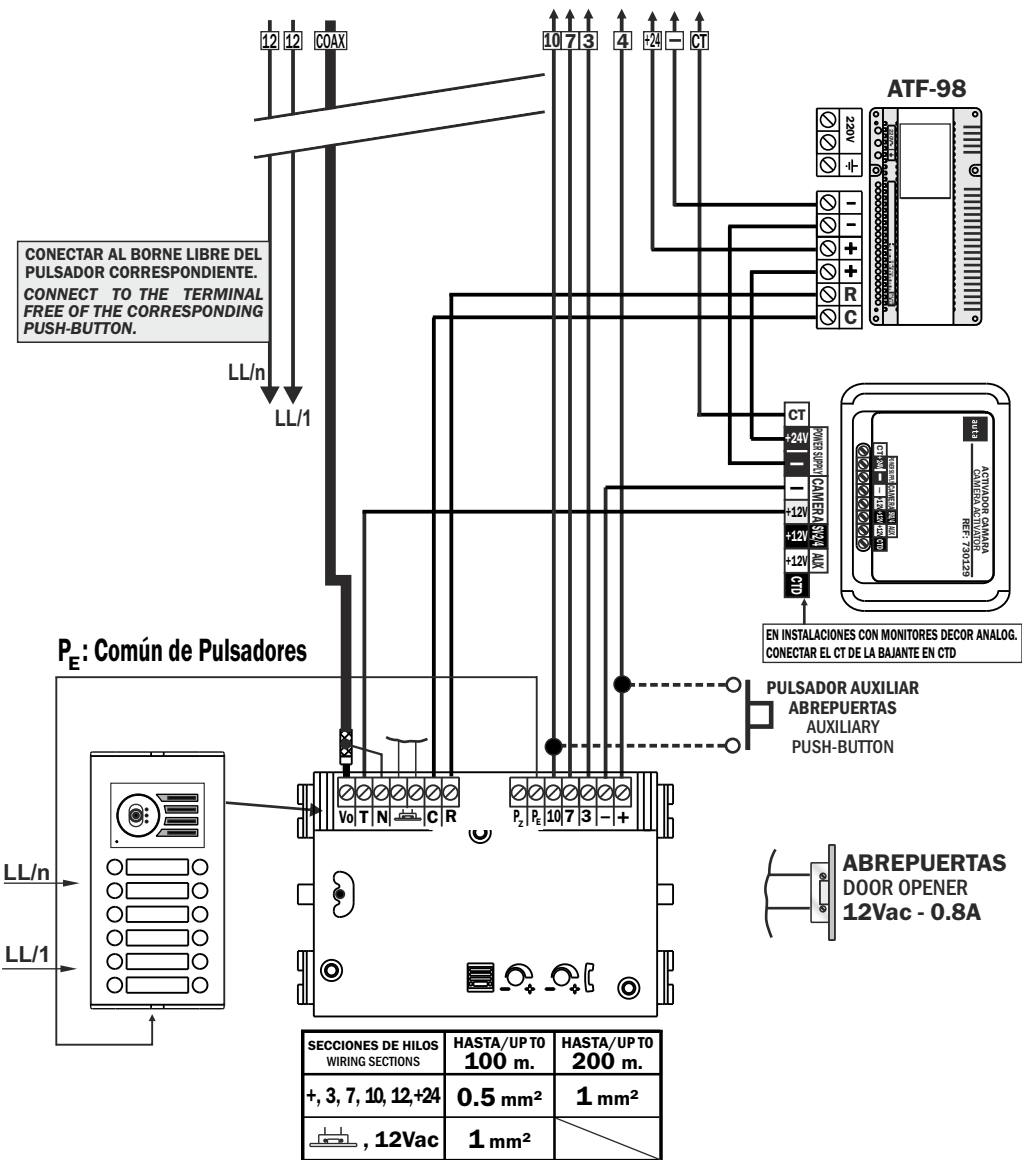 12 12 COAX 10 7 3 4 +24 − CT
ATF-98
220V
−
−
+
+
R
C
CONECTAR AL BORNE LIBRE DEL
PULSADOR CORRESPONDIENTE.
CONNECT TO THE TERMINAL
FREE OF THE CORRESPONDING
PUSH-BUTTON.
LL/n
LL/1
CT
+24V
−
POWER SUPPLY
−
+12V
CAMERA
+12V
SV-2/4
+12V
AUX
CTD
auta
ACTIVADOR CAMARA
CAMERA ACTIVATOR
REF: 730129
EN INSTALACIONES CON MONITORES DECOR ANALOG.
CONECTAR EL CT DE LA BAJANTE EN CTD
PE: Común de Pulsadores
PULSADOR AUXILIAR
ABREPUERTAS
AUXILIARY
PUSH-BUTTON
Vo T N C R PZ PE 10 7 3 − +
LL/n
LL/1
ABREPUERTAS
DOOR OPENER
12Vac - 0.8A
− + − +
SECCIONES DE HILOS
WIRING SECTIONS
HASTA/UP TO
100 m.
HASTA/UP TO
200 m.
+, 3, 7, 10, 12,+24 0.5 mm² 1 mm²
, 12Vac 1 mm²